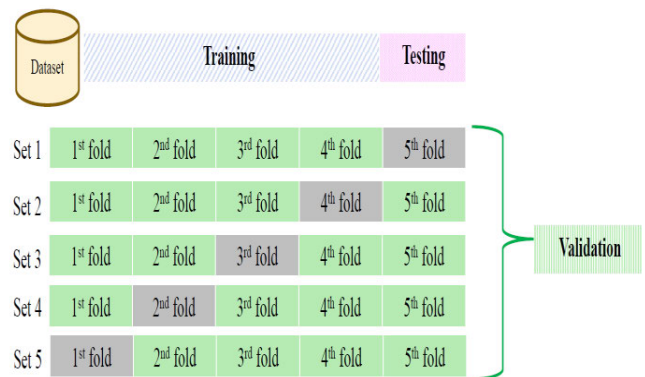 Dataset Training Testing
Set 1 1st fold 2nd fold 3rd fold 4th fold 5th fold
Set 2 1st fold 2nd fold 3rd fold 4th fold 5th fold
Set 3 1st fold 2nd fold 3rd fold 4th fold 5th fold
Set 4 1st fold 2nd fold 3rd fold 4th fold 5th fold
Set 5 1st fold 2nd fold 3rd fold 4th fold 5th fold
Validation